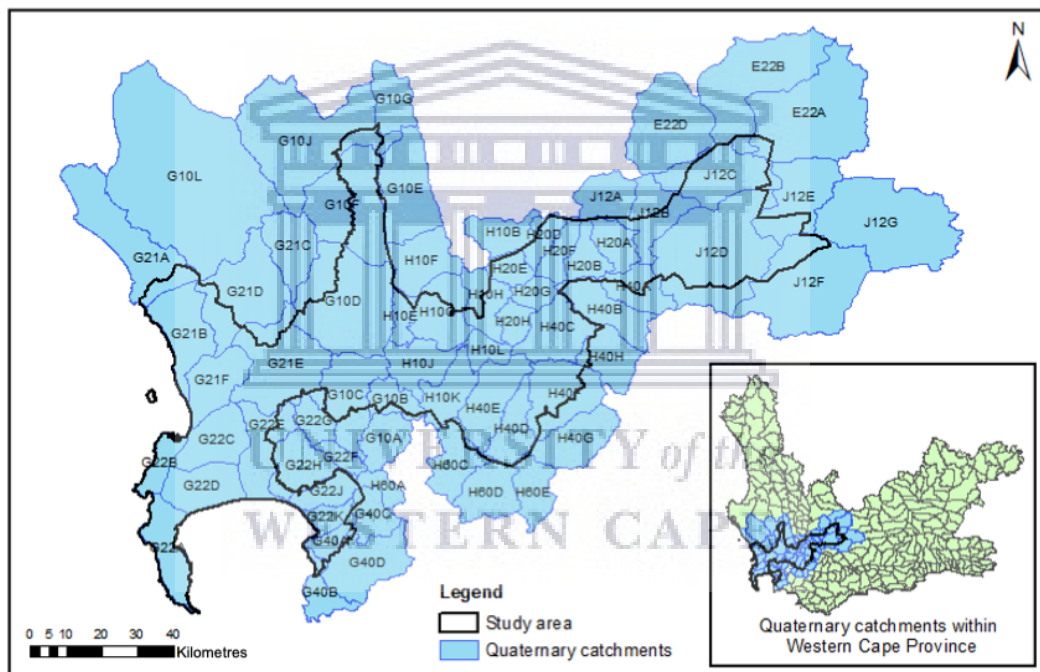 N
E22B
G10G
E22A
E22D
G10J
G10L
G10E
J12C
J12A
J12E
G10F
J12B
J12G
H10B
H20D
G21C
H20A
H20F
J12D
G21A
H10F
H20E
H20B
G21D
J12F
H20G
G10D
H40B
G21B
H10G
H20H
H40C
H10L
H40H
H10J
G21E
G21F
G10C
G10B
H10K
H40E
G22G
G22E
H40D
G10A
H40G
G22C
G22F
G22B
G22H
H60C
G22D
G22J
H60A
H60D
H60E
G22K
G40C
G40A
G40D
G40B
UNIVERSITY of the
WESTERN CAPE
Legend
Study area
Quaternary catchments
0 5 10 20 30 40
Kilometres
Quaternary catchments within
Western Cape Province